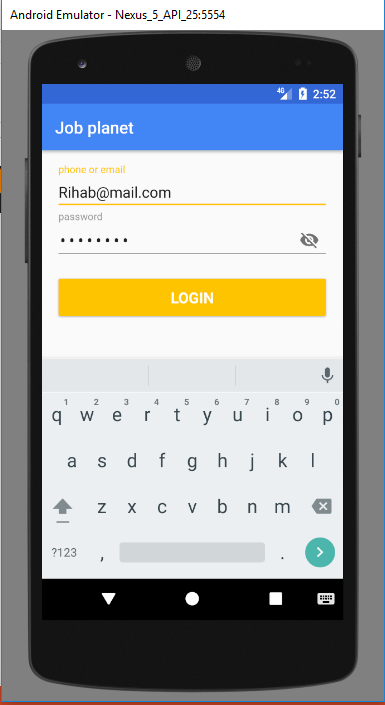 Android Emulator - Nexus_5_API_25:5554
4G 2:52
Job planet
phone or email
Rihab@mail.com
password
••••••••
LOGIN
1 2 3 4 5 6 7 8 9 0
q w e r t y u i o p
a s d f g h j k l
z x c v b n m
?123 , .